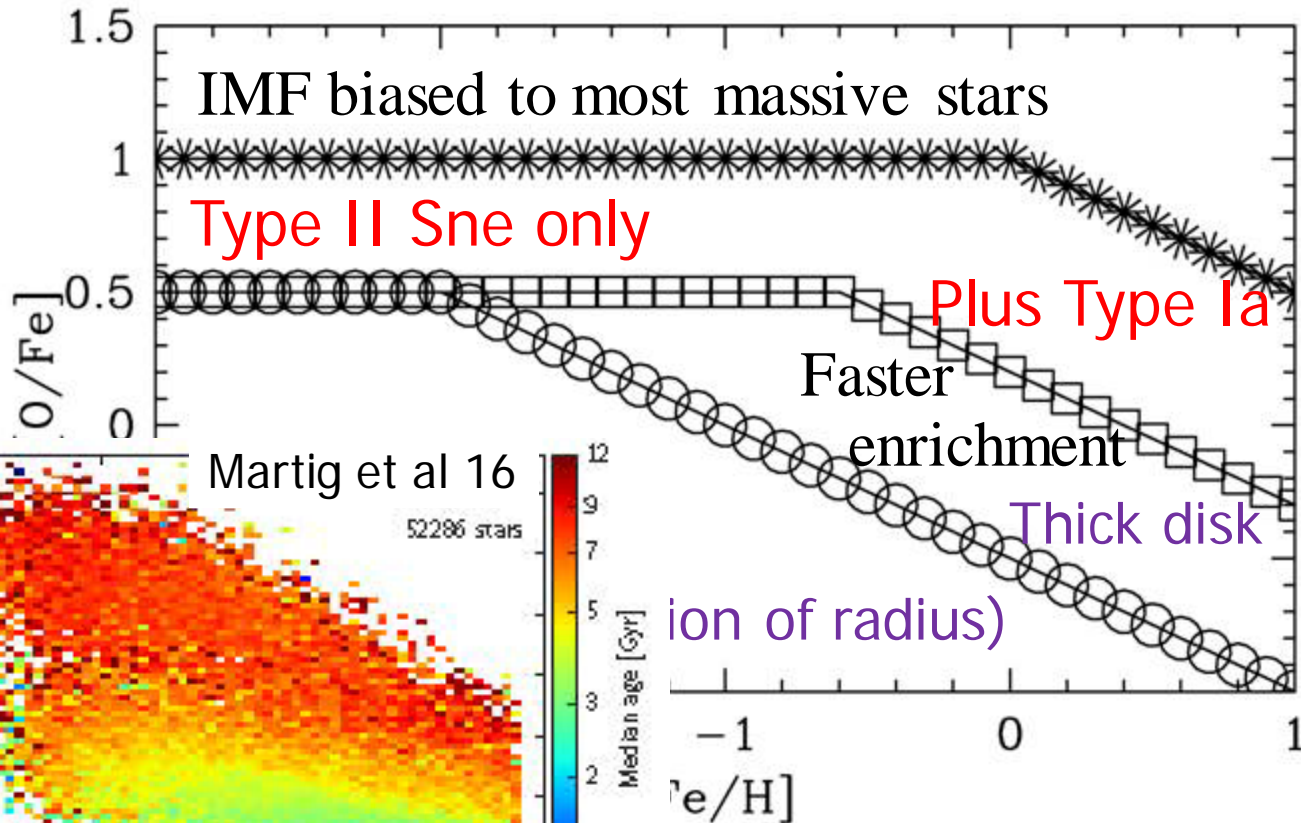 1.5
IMF biased to most massive stars
1
Type II Sne only
0.5
Plus Type Ia
[O/Fe]
Faster
enrichment
0
Martig et al 16
12
52286 stars
9
7
Thick disk
5
ion of radius)
Median age [Gyr]
3
2
-1
0
1
Fe/H]